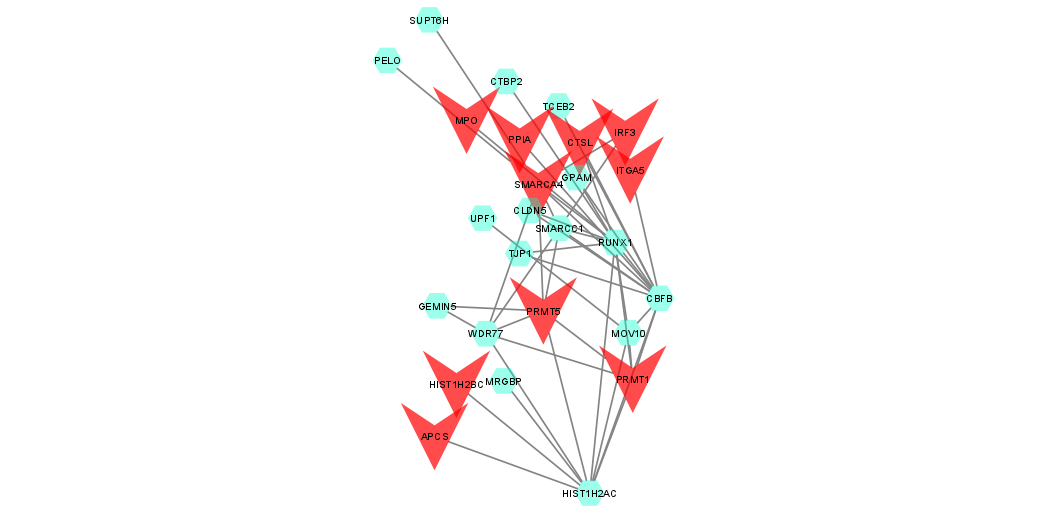 SUPT6H
PELO
CTBP2
TCEB2
MPO
IRF3
PPIA
CTSL
ITGA5
GPAM
SMARCA4
CLDN5
UPF1
SMARCC1
RUNX1
TJP1
CBFB
GEMIN5
PRMT5
WDR77
MOV10
PRMT1
HIST1H2BC
MRGBP
APCS
HIST1H2AC